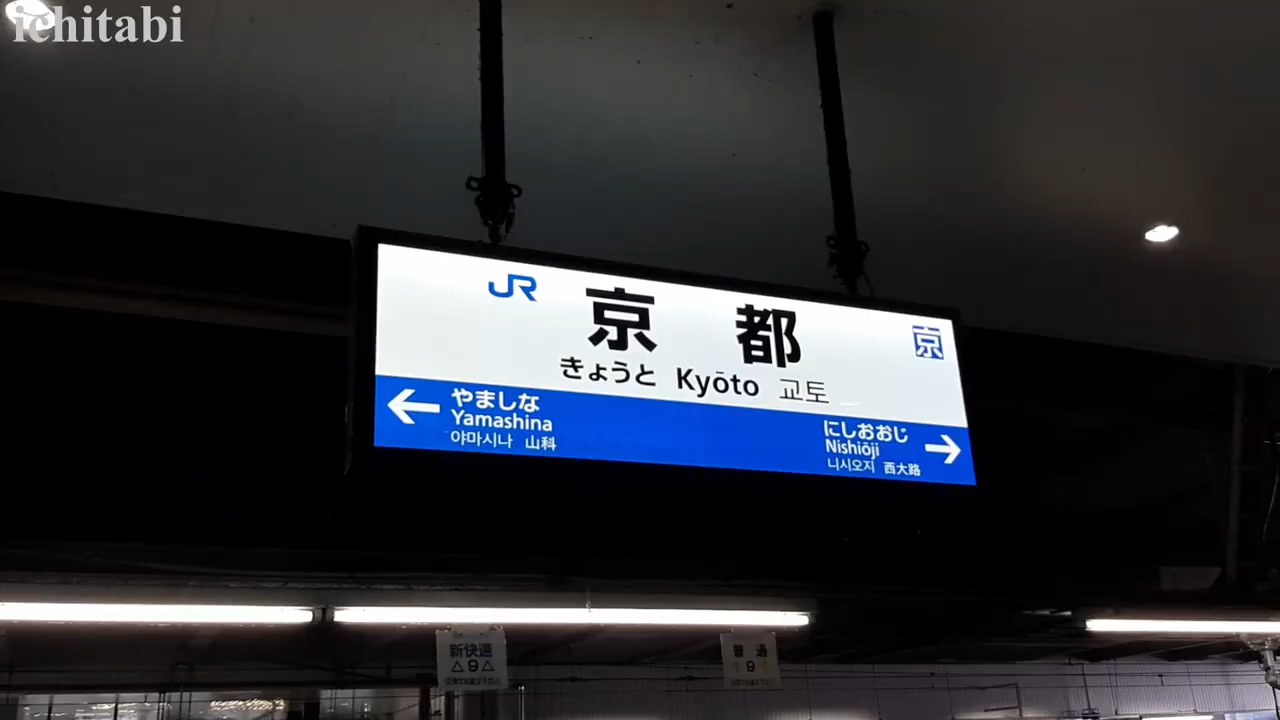 ichitabi
JR
京都
京
きょうと Kyōto 교토
やましな
Yamashina
야마시나 山科
にしおおじ
Nishiōji
니시오지 西大路
新快速
△9△
普通
9